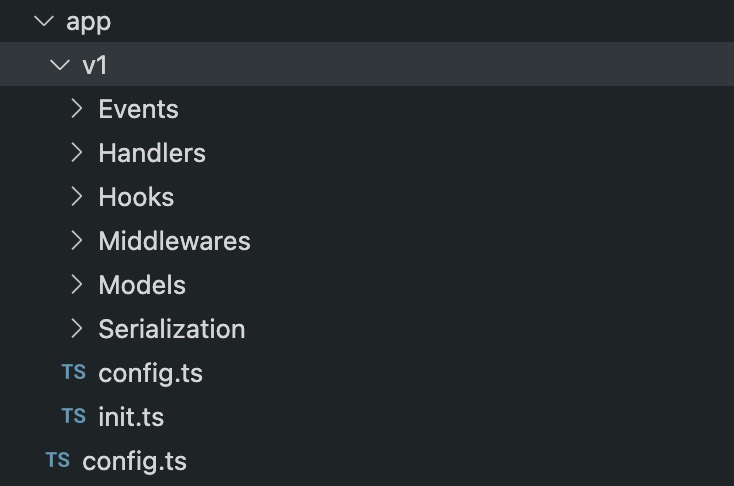 app
v1
Events
Handlers
Hooks
Middlewares
Models
Serialization
TS config.ts
TS init.ts
TS config.ts